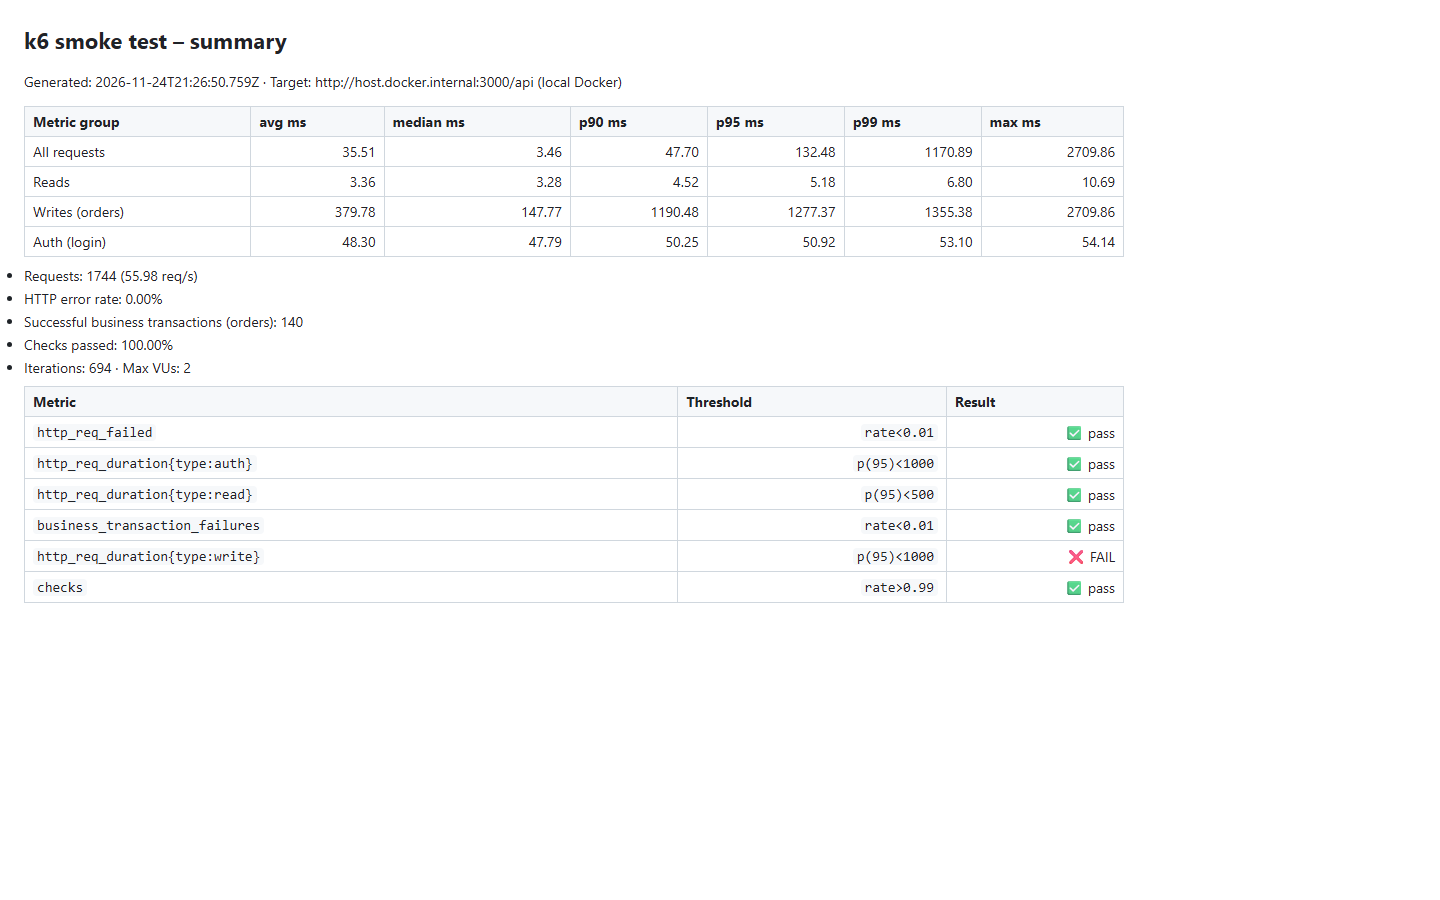 k6 smoke test – summary
Generated: 2026-11-24T21:26:50.759Z · Target: http://host.docker.internal:3000/api (local Docker)
Metric group avg ms median ms p90 ms p95 ms p99 ms max ms
All requests 35.51 3.46 47.70 132.48 1170.89 2709.86
Reads 3.36 3.28 4.52 5.18 6.80 10.69
Writes (orders) 379.78 147.77 1190.48 1277.37 1355.38 2709.86
Auth (login) 48.30 47.79 50.25 50.92 53.10 54.14
• Requests: 1744 (55.98 req/s)
• HTTP error rate: 0.00%
• Successful business transactions (orders): 140
• Checks passed: 100.00%
• Iterations: 694 · Max VUs: 2
Metric Threshold Result
http_req_failed rate<0.01 ✅ pass
http_req_duration{type:auth} p(95)<1000 ✅ pass
http_req_duration{type:read} p(95)<500 ✅ pass
business_transaction_failures rate<0.01 ✅ pass
http_req_duration{type:write} p(95)<1000 ❌ FAIL
checks rate>0.99 ✅ pass